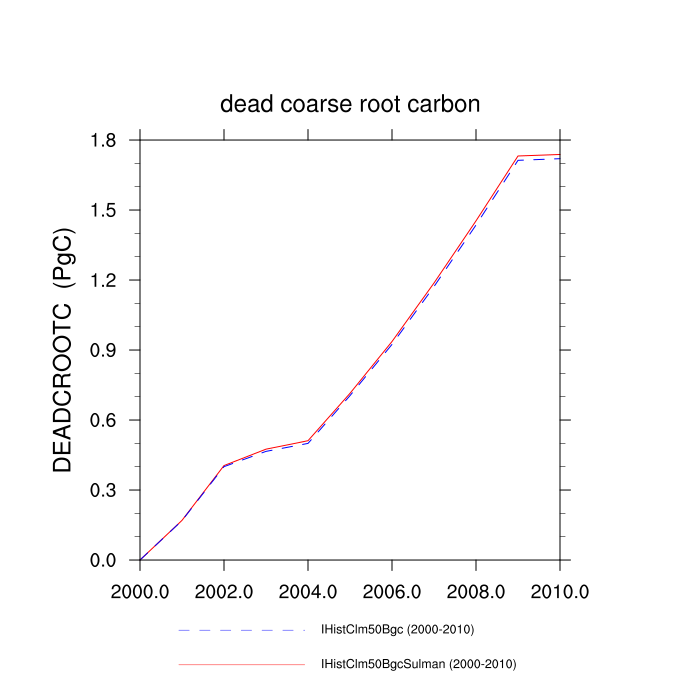 dead coarse root carbon
DEADCROOTC (PgC)
1.8
1.5
1.2
0.9
0.6
0.3
0.0
2000.0 2002.0 2004.0 2006.0 2008.0 2010.0
IHistClm50Bgc (2000-2010)
IHistClm50BgcSulman (2000-2010)